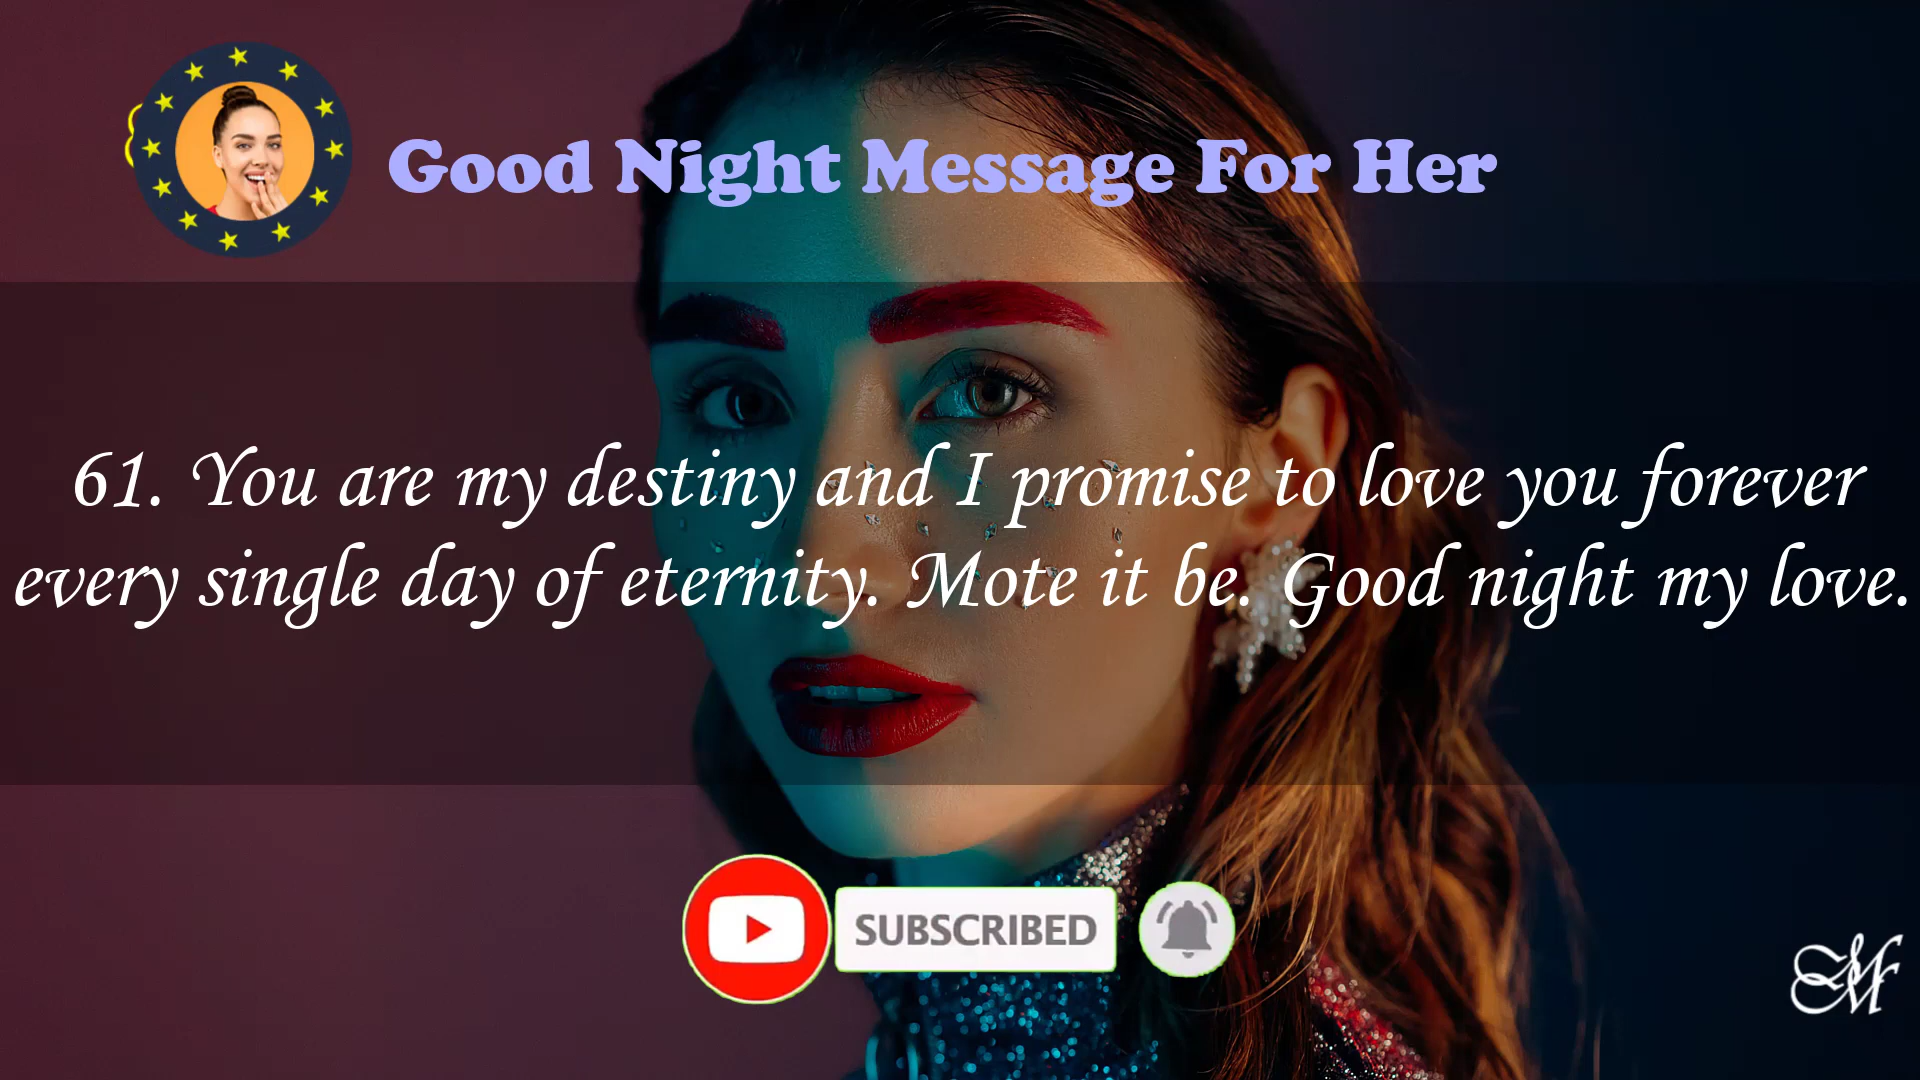 Good Night Message For Her
61. You are my destiny and I promise to love you forever
every single day of eternity. Mote it be. Good night my love.
SUBSCRIBED